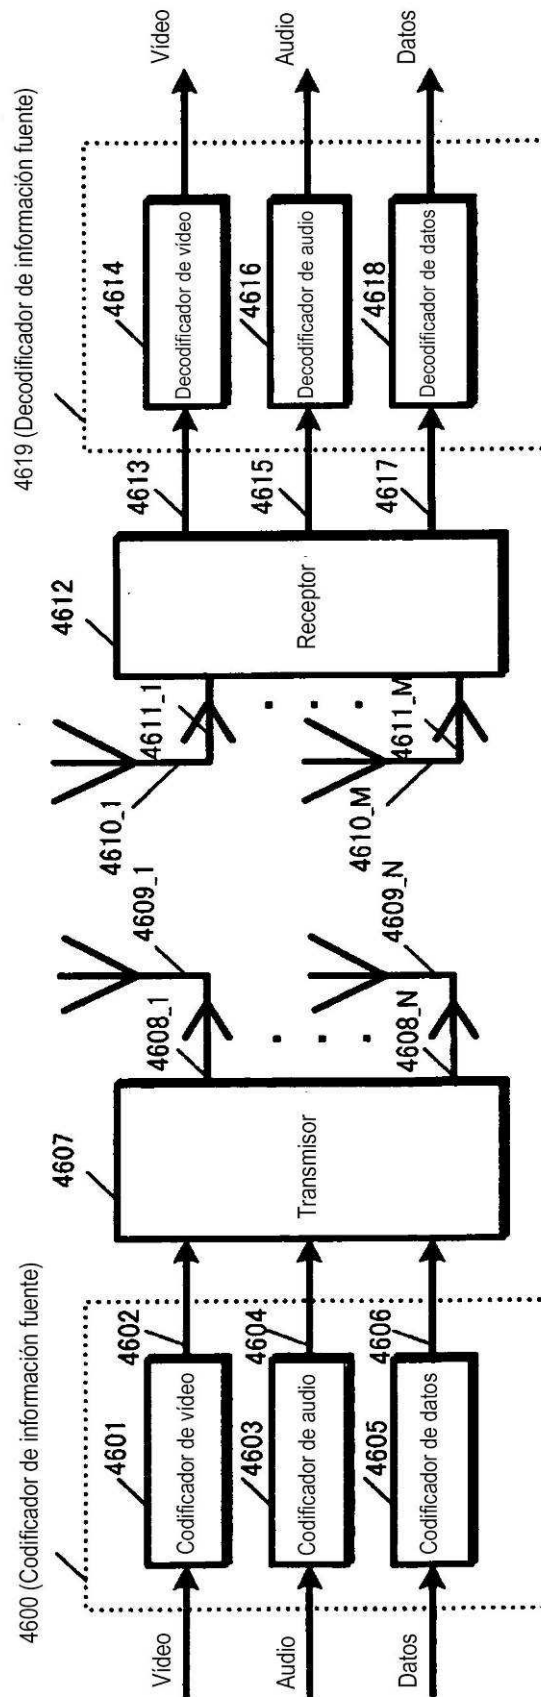 4600 (Codificador de información fuente)
Vídeo
4601
Codificador de vídeo
4602
Audio
4603
Codificador de audio
4604
Datos
4605
Codificador de datos
4606
4607
Transmisor
4608_1
4609_1
. . .
4608_N
4609_N
4610_1
4611_1
. . .
4610_M
4611_M
4612
Receptor
4619 (Decodificador de información fuente)
4613
4614
Decodificador de vídeo
Vídeo
4615
4616
Decodificador de audio
Audio
4617
4618
Decodificador de datos
Datos